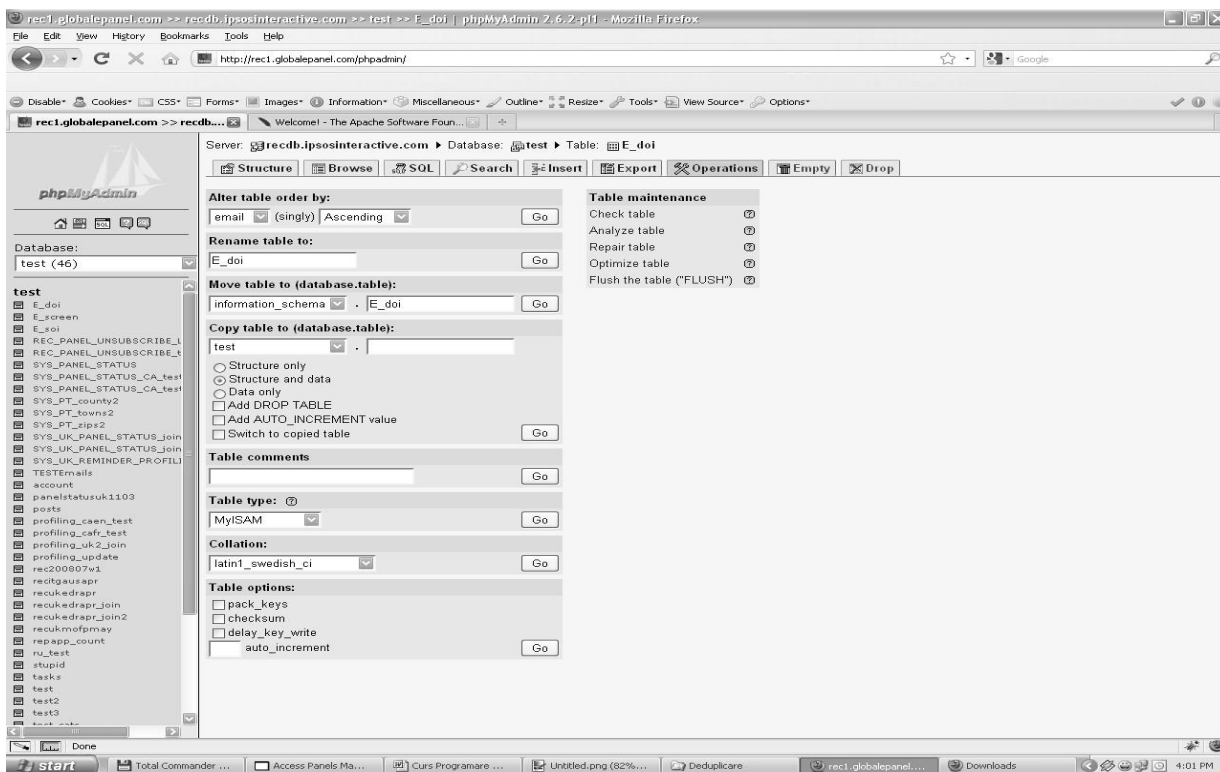 rec1.globalepanel.com >> recdb.ipsosinteractive.com >> test >> E_doi | phpMyAdmin 2.6.2-pl1 - Mozilla Firefox
File Edit View History Bookmarks Tools Help
http://rec1.globalepanel.com/phpadmin/
Google
Disable Cookies CSS Forms Images Information Miscellaneous Outline Resize Tools View Source Options
rec1.globalepanel.com >> recdb....
Welcome! - The Apache Software Foun...
phpMyAdmin
SQL
Database:
test (46)
test
E_doi
E_screen
E_soi
REC_PANEL_UNSUBSCRIBE_L
REC_PANEL_UNSUBSCRIBE_t
SYS_PANEL_STATUS
SYS_PANEL_STATUS_CA_test
SYS_PANEL_STATUS_CA_test
SYS_PT_county2
SYS_PT_towns2
SYS_PT_zips2
SYS_UK_PANEL_STATUS_join
SYS_UK_PANEL_STATUS_join
SYS_UK_REMINDER_PROFILI
TESTEmails
account
panelstatusuk1103
posts
profiling_caen_test
profiling_cafr_test
profiling_uk2_join
profiling_update
rec200807w1
recitgausapr
recukedrapr
recukedrapr_join
recukedrapr_join2
recukmofpmay
repapp_count
ru_test
stupid
tasks
test
test2
test3
Server: recdb.ipsosinteractive.com Database: test Table: E_doi
Structure Browse SQL Search Insert Export Operations Empty Drop
Alter table order by:
email (singly) Ascending Go
Rename table to:
E_doi Go
Move table to (database.table):
information_schema . E_doi Go
Copy table to (database.table):
test .
Structure only
Structure and data
Data only
Add DROP TABLE
Add AUTO_INCREMENT value
Switch to copied table Go
Table comments
Go
Table type:
MyISAM Go
Collation:
latin1_swedish_ci Go
Table options:
pack_keys
checksum
delay_key_write
auto_increment Go
Table maintenance
Check table
Analyze table
Repair table
Optimize table
Flush the table ("FLUSH")
Done
start
Total Commander ...
Access Panels Ma...
Curs Programare ...
Untitled.png (82%...
Deduplicare
rec1.globalepanel....
Downloads
4:01 PM